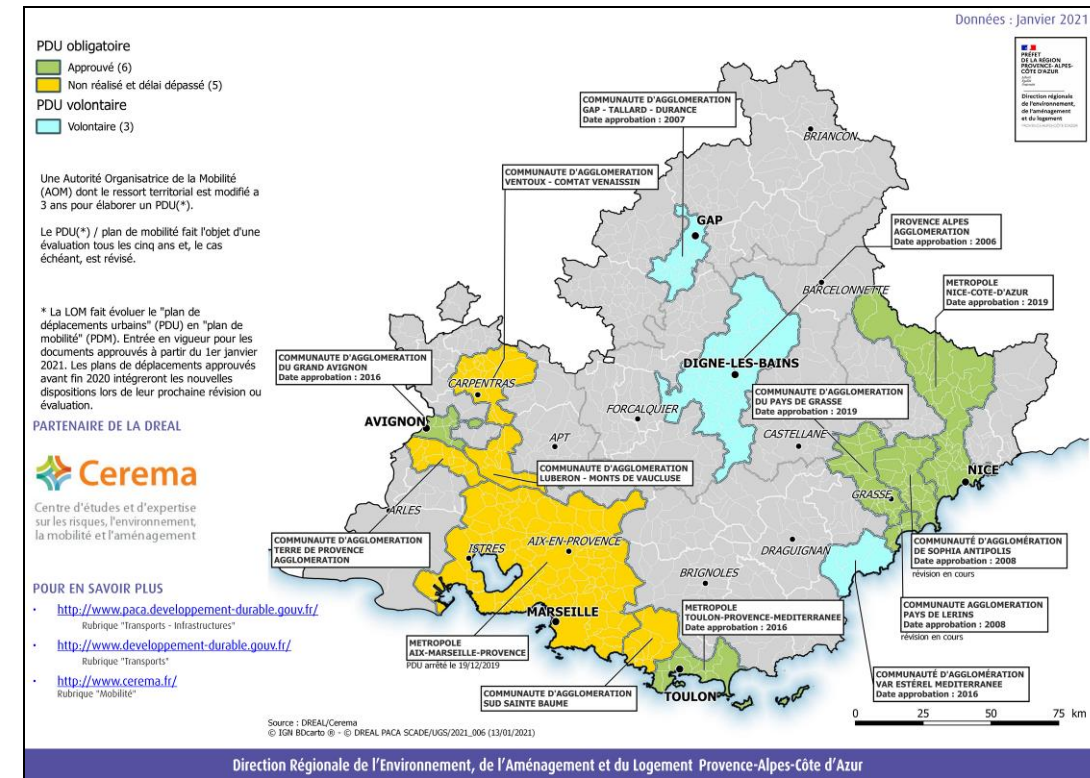 Données : Janvier 2021
PDU obligatoire
Approuvé (6)
Non réalisé et délai dépassé (5)
PDU volontaire
Volontaire (3)
Une Autorité Organisatrice de la Mobilité
(AOM) dont le ressort territorial est modifié a
3 ans pour élaborer un PDU(*).
Le PDU(*) / plan de mobilité fait l'objet d'une
évaluation tous les cinq ans et, le cas
échéant, est révisé.
* La LOM fait évoluer le "plan de
déplacements urbains" (PDU) en "plan de
mobilité" (PDM). Entrée en vigueur pour les
documents approuvés à partir du 1er janvier
2021. Les plans de déplacements approuvés
avant fin 2020 intégreront les nouvelles
dispositions lors de leur prochaine révision ou
évaluation.
PARTENAIRE DE LA DREAL
Cerema
Centre d'études et d'expertise
sur les risques, l'environnement,
la mobilité et l'aménagement
POUR EN SAVOIR PLUS
http://www.paca.developpement-durable.gouv.fr/
Rubrique "Transports - Infrastructures"
http://www.developpement-durable.gouv.fr/
Rubrique "Transports"
http://www.cerema.fr/
Rubrique "Mobilité"
PRÉFET
DE LA RÉGION
PROVENCE- ALPES-
CÔTE D'AZUR
Direction régionale
de l'environnement,
de l'aménagement
et du logement
COMMUNAUTE D'AGGLOMERATION
GAP - TALLARD - DURANCE
Date approbation : 2007
BRIANCON
COMMUNAUTE D'AGGLOMERATION
VENTOUX - COMTAT VENAISSIN
GAP
PROVENCE ALPES
AGGLOMERATION
Date approbation : 2006
BARCELONNETTE
METROPOLE
NICE-COTE-D'AZUR
Date approbation : 2019
COMMUNAUTE D'AGGLOMERATION
DU GRAND AVIGNON
Date approbation : 2016
CARPENTRAS
DIGNE-LES-BAINS
COMMUNAUTE D'AGGLOMERATION
DU PAYS DE GRASSE
Date approbation : 2019
FORCALQUIER
AVIGNON
APT
CASTELLANE
COMMUNAUTE D'AGGLOMERATION
LUBERON - MONTS DE VAUCLUSE
NICE
GRASSE
ARLES
COMMUNAUTE D'AGGLOMERATION
TERRE DE PROVENCE
AGGLOMERATION
ISTRES
AIX-EN-PROVENCE
DRAGUIGNAN
COMMUNAUTÉ D'AGGLOMÉRATION
DE SOPHIA ANTIPOLIS
Date approbation : 2008
révision en cours
BRIGNOLES
MARSEILLE
METROPOLE
TOULON-PROVENCE-MEDITERRANEE
Date approbation : 2016
COMMUNAUTE AGGLOMERATION
PAYS DE LERINS
Date approbation : 2008
révision en cours
METROPOLE
AIX-MARSEILLE-PROVENCE
PDU arrêté le 19/12/2019
COMMUNAUTE D'AGGLOMERATION
SUD SAINTE BAUME
TOULON
COMMUNAUTÉ D'AGGLOMÉRATION
VAR ESTÉREL MEDITERRANEE
Date approbation : 2016
0 25 50 75 km
Source : DREAL/Cerema
© IGN BDcarto ® - © DREAL PACA SCADE/UGS/2021_006 (13/01/2021)
Direction Régionale de l'Environnement, de l'Aménagement et du Logement Provence-Alpes-Côte d'Azur